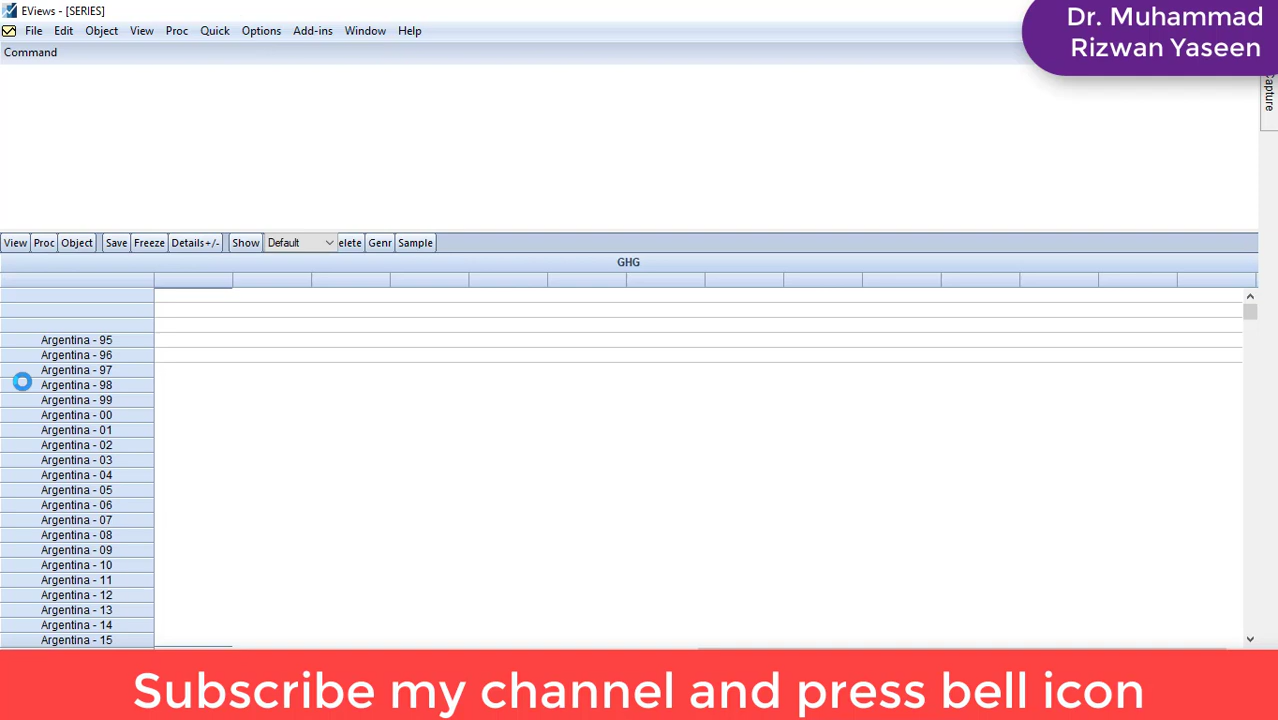 EViews - [SERIES]
Dr. Muhammad
Rizwan Yaseen
File Edit Object View Proc Quick Options Add-ins Window Help
Command
Capture
View Proc Object Save Freeze Details+/- Show Default elete Genr Sample
GHG
Argentina - 95
Argentina - 96
Argentina - 97
Argentina - 98
Argentina - 99
Argentina - 00
Argentina - 01
Argentina - 02
Argentina - 03
Argentina - 04
Argentina - 05
Argentina - 06
Argentina - 07
Argentina - 08
Argentina - 09
Argentina - 10
Argentina - 11
Argentina - 12
Argentina - 13
Argentina - 14
Argentina - 15
Subscribe my channel and press bell icon